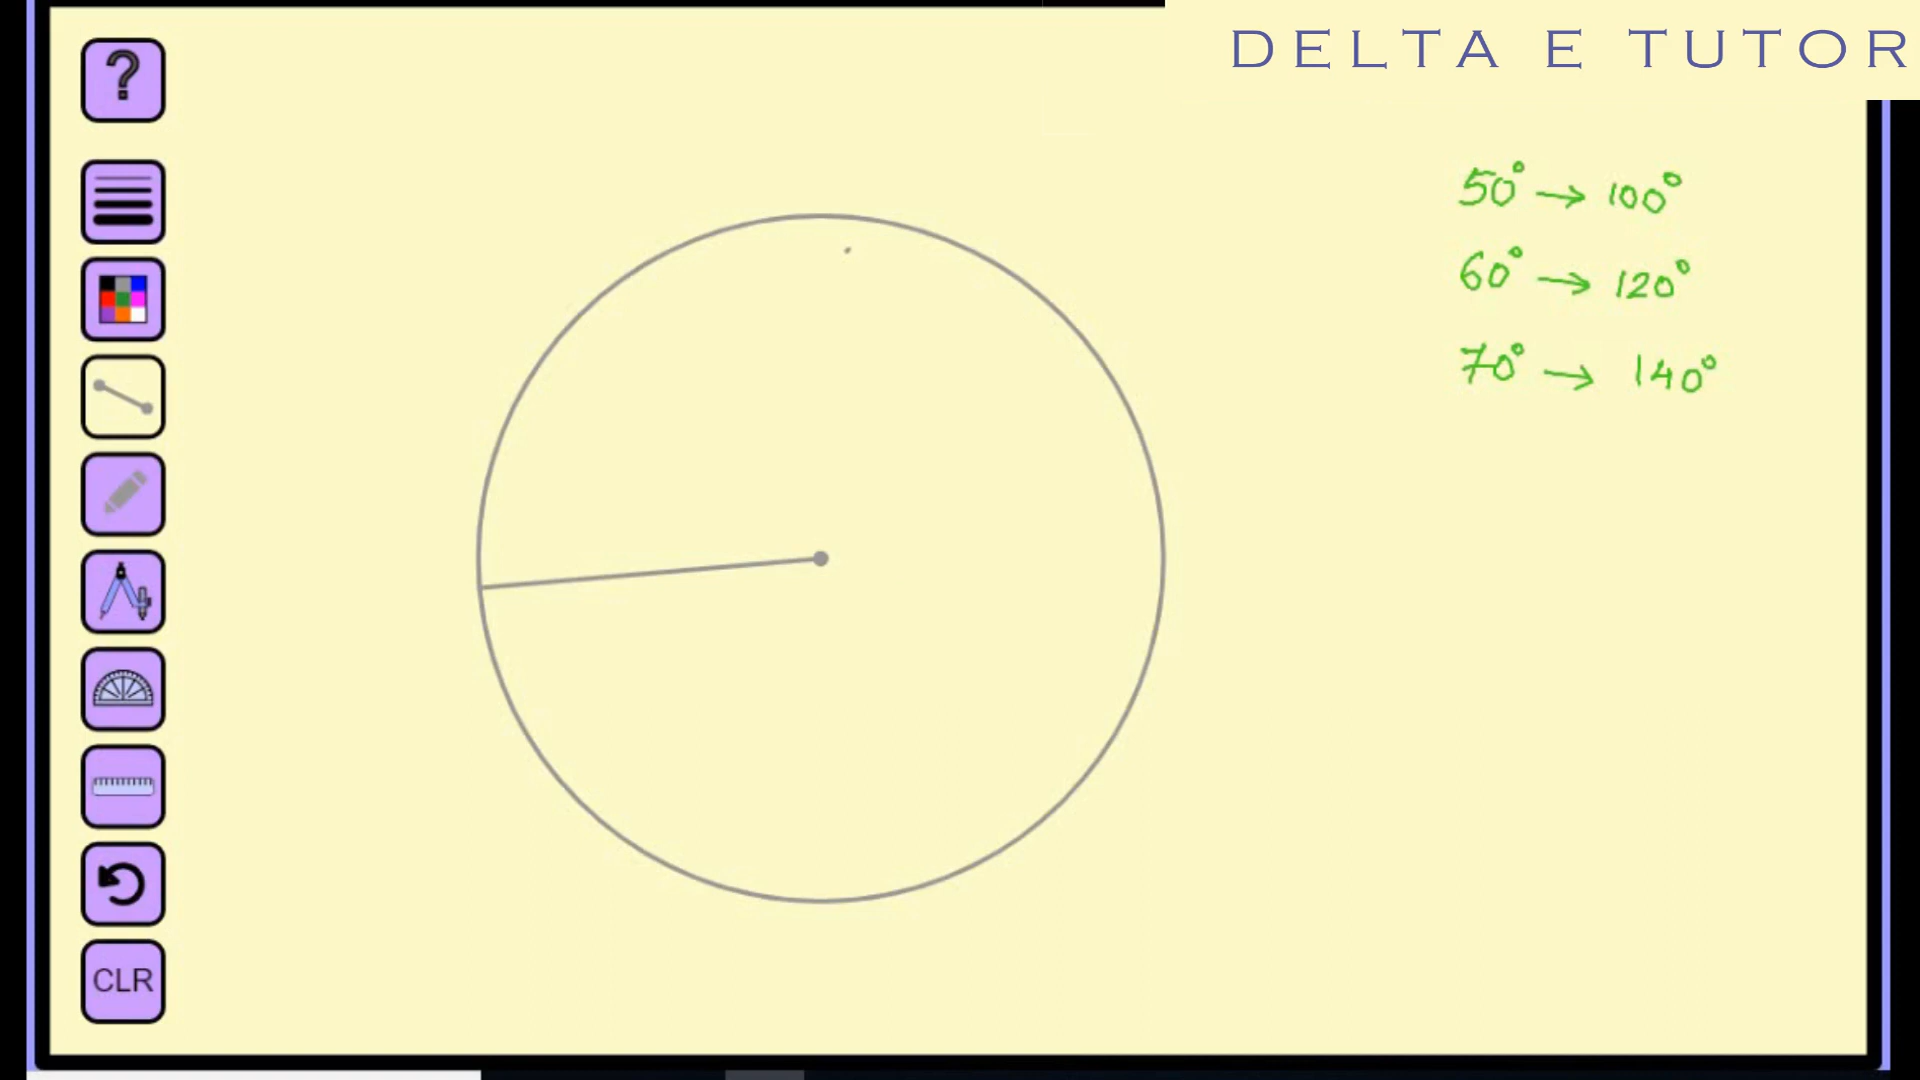 DELTA E TUTOR
?
50° → 100°
60° → 120°
70° → 140°
CLR